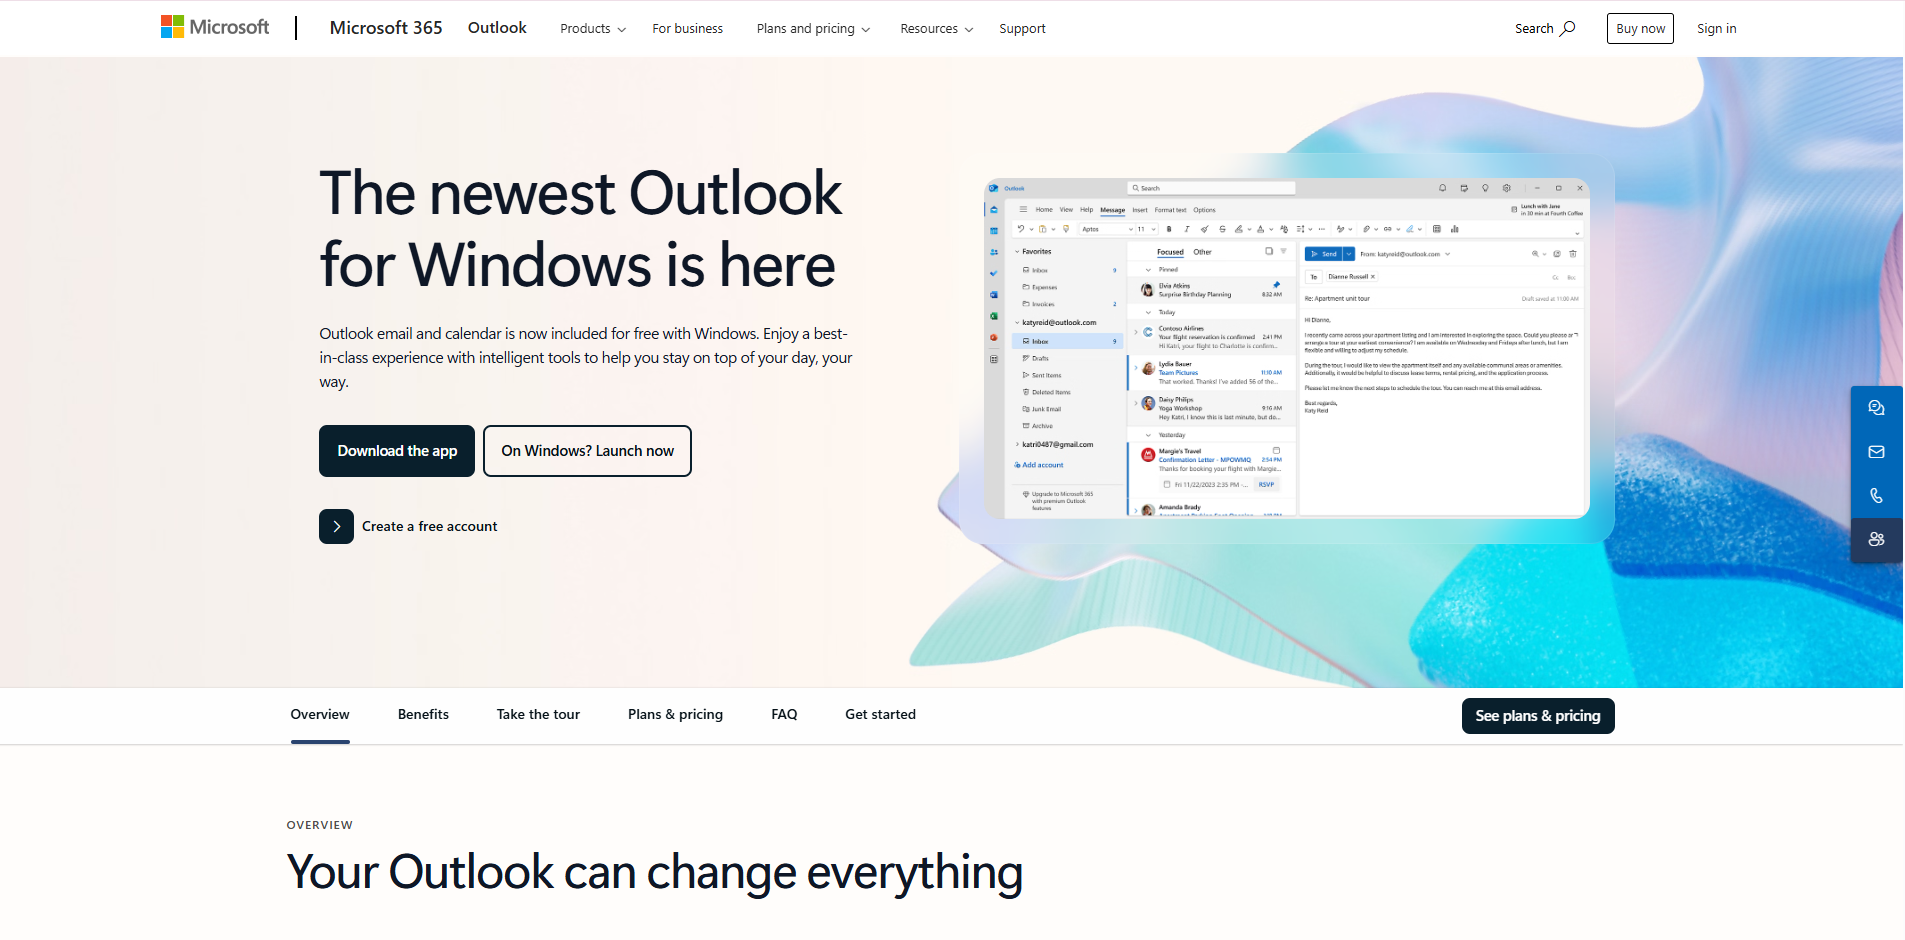 Microsoft
Microsoft 365
Outlook
Products
For business
Plans and pricing
Resources
Support
Search
Buy now
Sign in
The newest Outlook
for Windows is here
Outlook email and calendar is now included for free with Windows. Enjoy a best-
in-class experience with intelligent tools to help you stay on top of your day, your
way.
Download the app
On Windows? Launch now
Create a free account
Outlook
Search
Home View Help Message Insert Format text Options
Lunch with Jane
in 30 min at Fourth Coffee
Aptos 11
Favorites
Inbox 9
Expenses
Invoices 2
katyreid@outlook.com
Inbox 9
Drafts
Sent Items
Deleted Items
Junk Email
Archive
katri0487@gmail.com
Add account
Upgrade to Microsoft 365
with premium Outlook
features
Focused Other
Pinned
Elvia Atkins
Surprise Birthday Planning 8:32 AM
Today
Contoso Airlines
Your flight reservation is confirmed 2:41 PM
Hi Katri, your flight to Charlotte is confirm...
Lydia Bauer
Team Pictures 11:10 AM
That worked. Thanks! I've added 56 of the...
Daisy Philips
Yoga Workshop 9:16 AM
Hey Katri, I know this is last minute, but do...
Yesterday
Margie's Travel
Confirmation Letter - MPOWMQ 2:54 PM
Thanks for booking your flight with Margie...
Fri 11/22/2023 2:35 PM -... RSVP
Amanda Brady
Send From: katyreid@outlook.com
To Dianne Russell Cc Bcc
Re: Apartment unit tour Draft saved at 11:00 AM
Hi Dianne,
I recently came across your apartment listing and I am interested in exploring the space. Could you please
arrange a tour at your earliest convenience? I am available on Wednesday and Fridays after lunch, but I am
flexible and willing to adjust my schedule.
During the tour, I would like to view the apartment itself and any available communal areas or amenities.
Additionally, it would be helpful to discuss lease terms, rental pricing, and the application process.
Please let me know the next steps to schedule the tour. You can reach me at this email address.
Best regards,
Katy Reid
Overview
Benefits
Take the tour
Plans & pricing
FAQ
Get started
See plans & pricing
OVERVIEW
Your Outlook can change everything